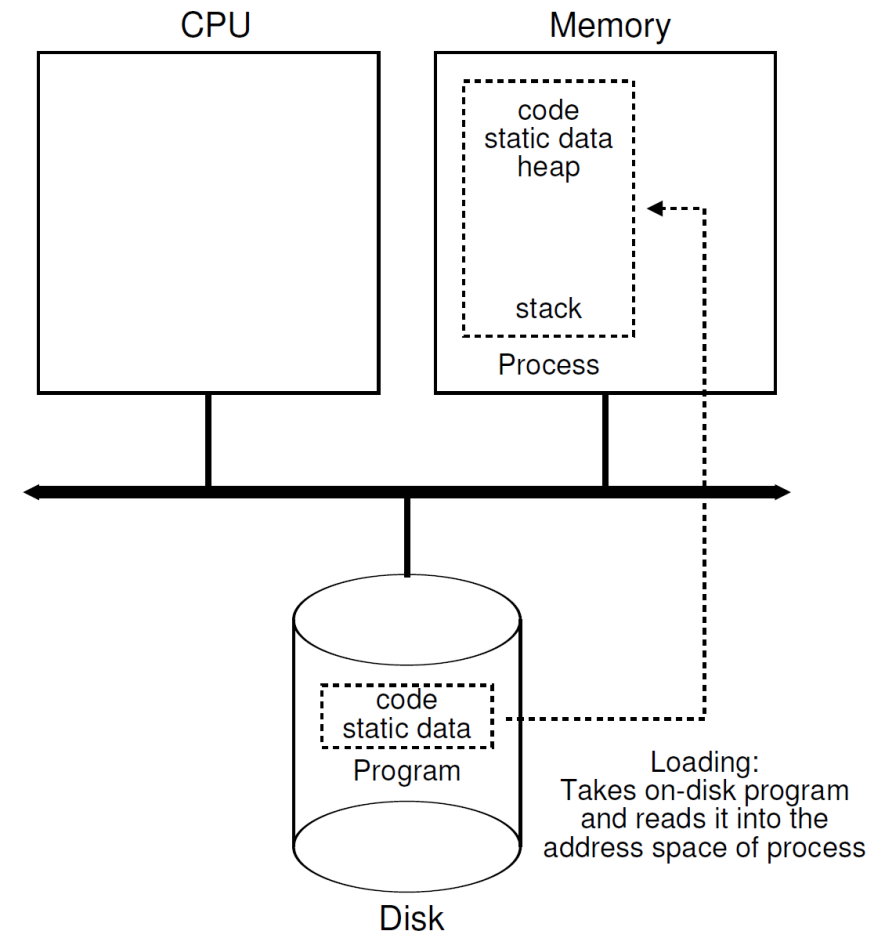 CPU
Memory
code
static data
heap
stack
Process
code
static data
Program
Loading:
Takes on-disk program
and reads it into the
address space of process
Disk